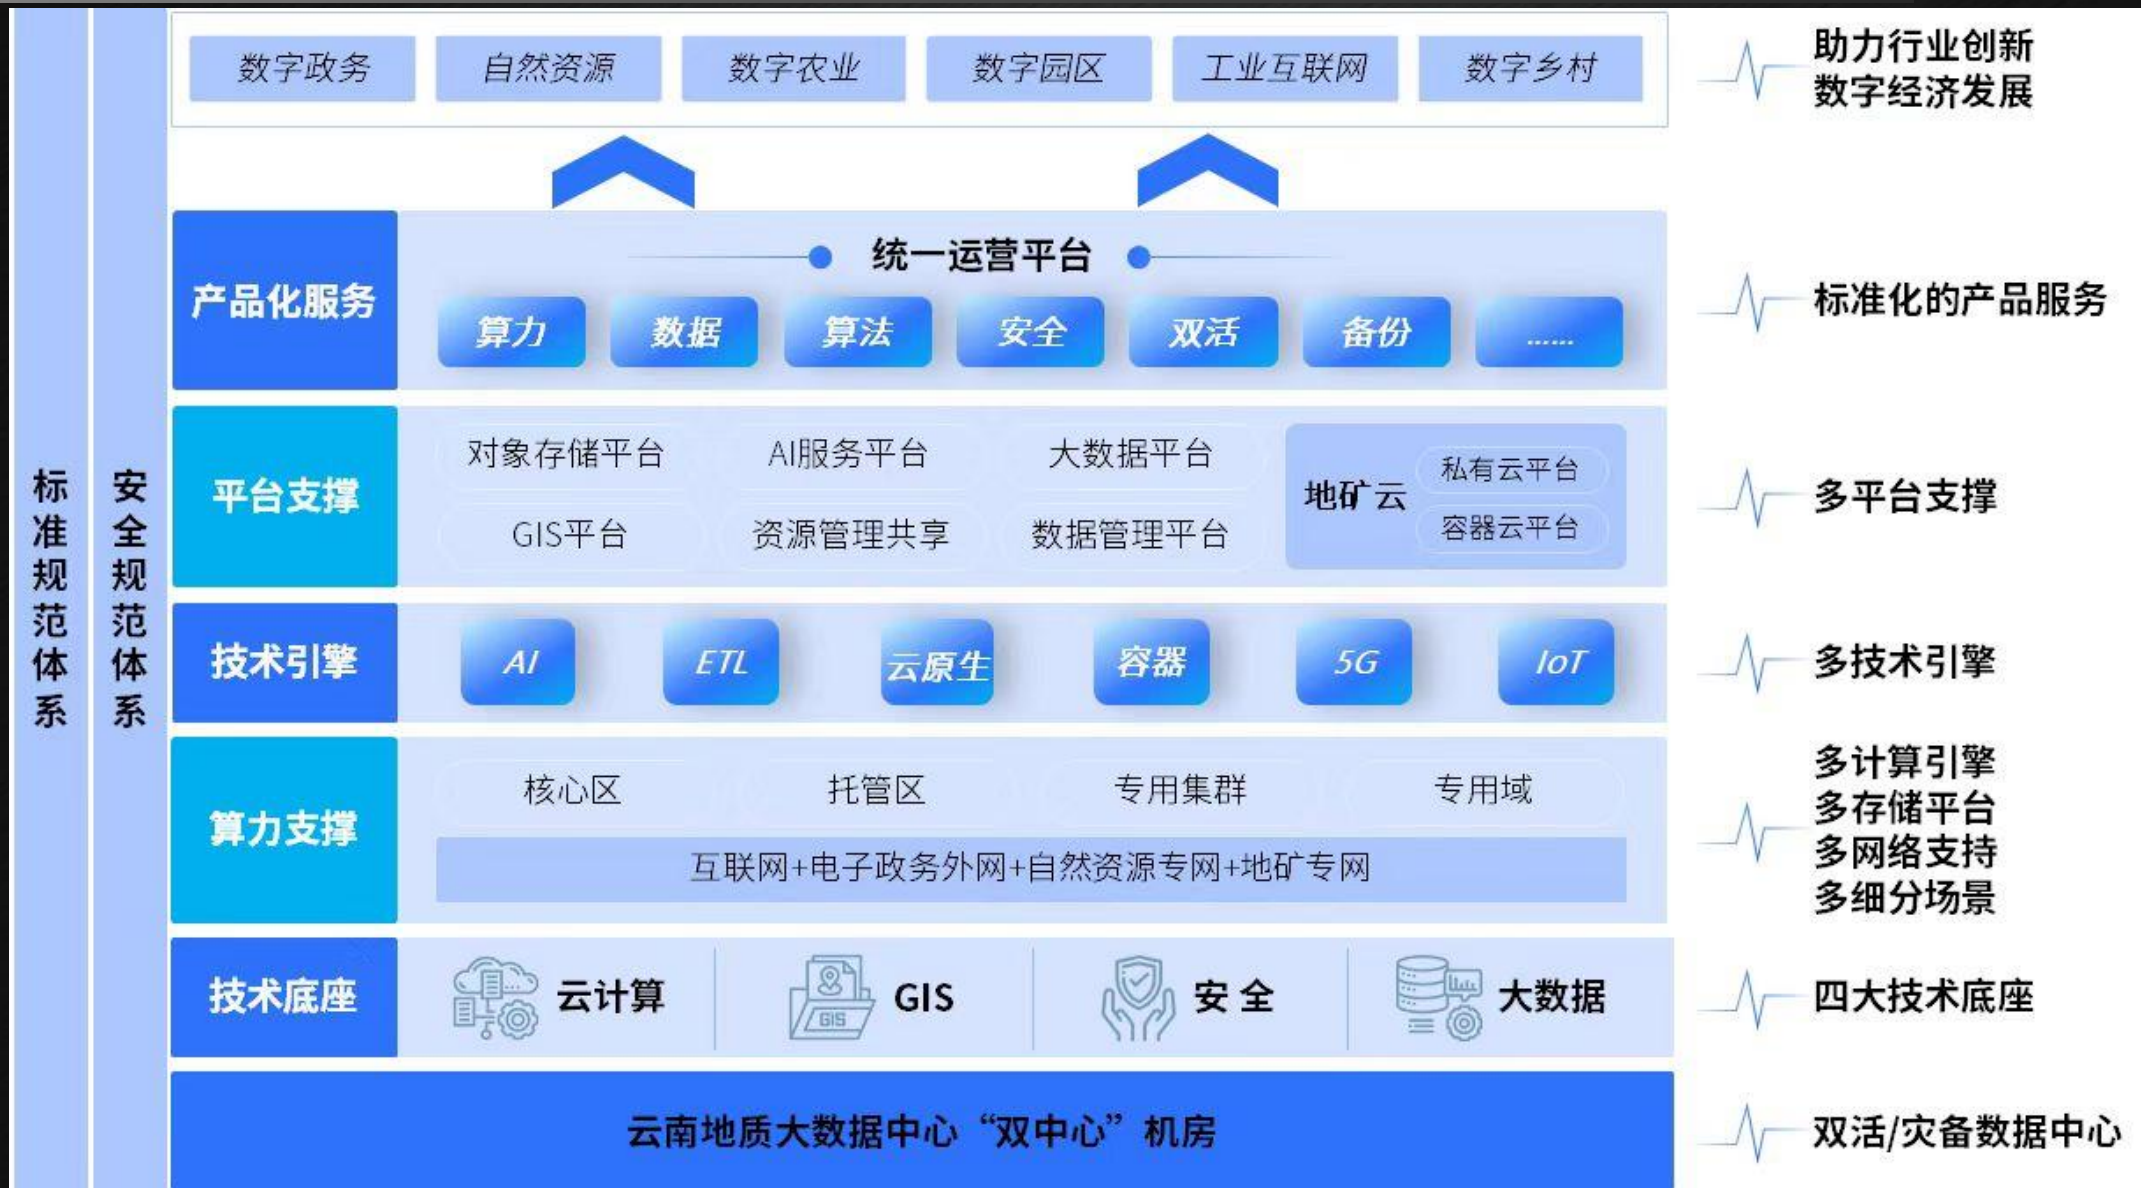 标准规范体系
安全规范体系
数字政务 自然资源 数字农业 数字园区 工业互联网 数字乡村
助力行业创新
数字经济发展
产品化服务
统一运营平台
算力 数据 算法 安全 双活 备份 ......
标准化的产品服务
平台支撑
对象存储平台 AI服务平台 大数据平台
GIS平台 资源管理共享 数据管理平台
地矿云
私有云平台
容器云平台
多平台支撑
技术引擎
AI ETL 云原生 容器 5G IoT
多技术引擎
算力支撑
核心区 托管区 专用集群 专用域
互联网+电子政务外网+自然资源专网+地矿专网
多计算引擎
多存储平台
多网络支持
多细分场景
技术底座
云计算 GIS GIS 安全 大数据
四大技术底座
云南地质大数据中心“双中心”机房
双活/灾备数据中心